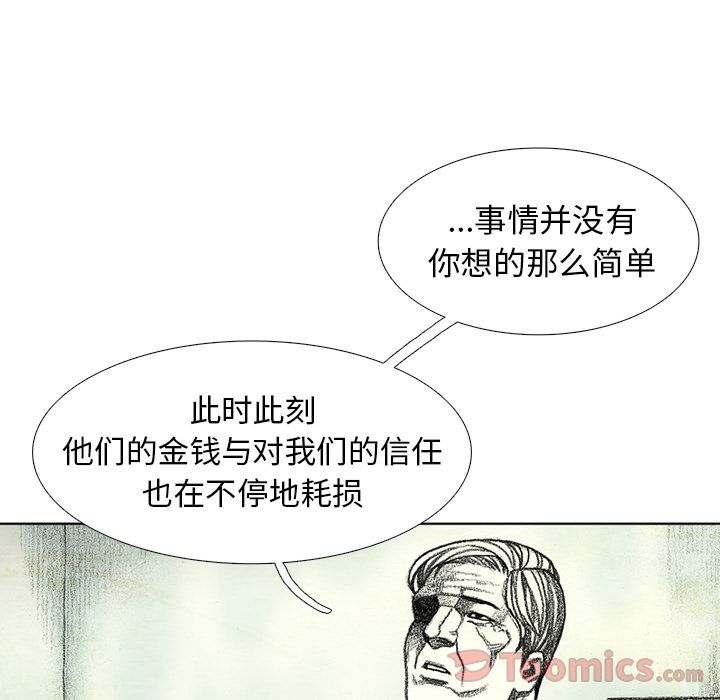 ...事情并没有
你想的那么简单
此时此刻
他们的金钱与对我们的信任
也在不停地耗损
Toomics.com